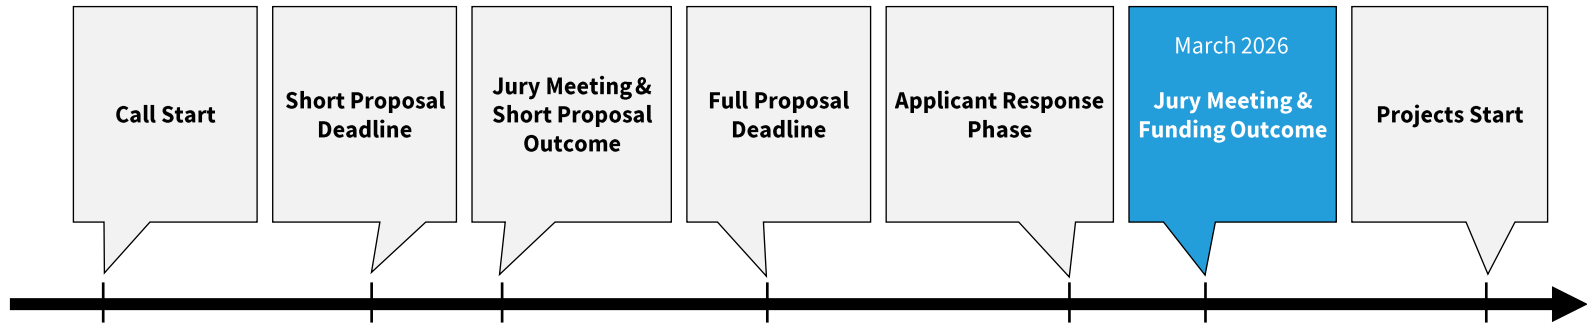 Call Start
Short Proposal
Deadline
Jury Meeting &
Short Proposal
Outcome
Full Proposal
Deadline
Applicant Response
Phase
March 2026
Jury Meeting &
Funding Outcome
Projects Start